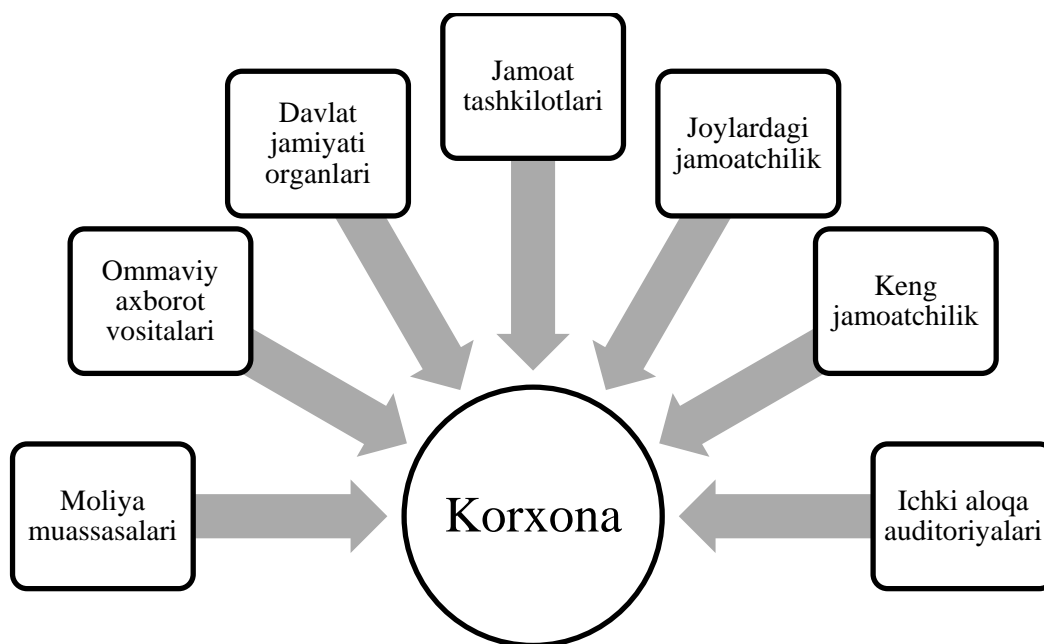 Jamoat
tashkilotlari
Davlat
jamiyati
organlari
Joylardagi
jamoatchilik
Ommaviy
axborot
vositalari
Keng
jamoatchilik
Moliya
muassasalari
Korxona
Ichki aloqa
auditoriyalari